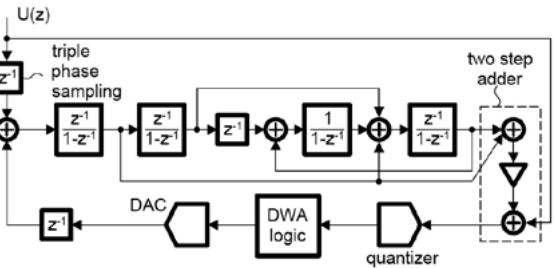 U(z)
triple
phase
sampling
z⁻¹
two step
adder
z⁻¹
1-z⁻¹
z⁻¹
1-z⁻¹
z⁻¹
1
1-z⁻¹
z⁻¹
1-z⁻¹
DAC
z⁻¹
DWA
logic
quantizer